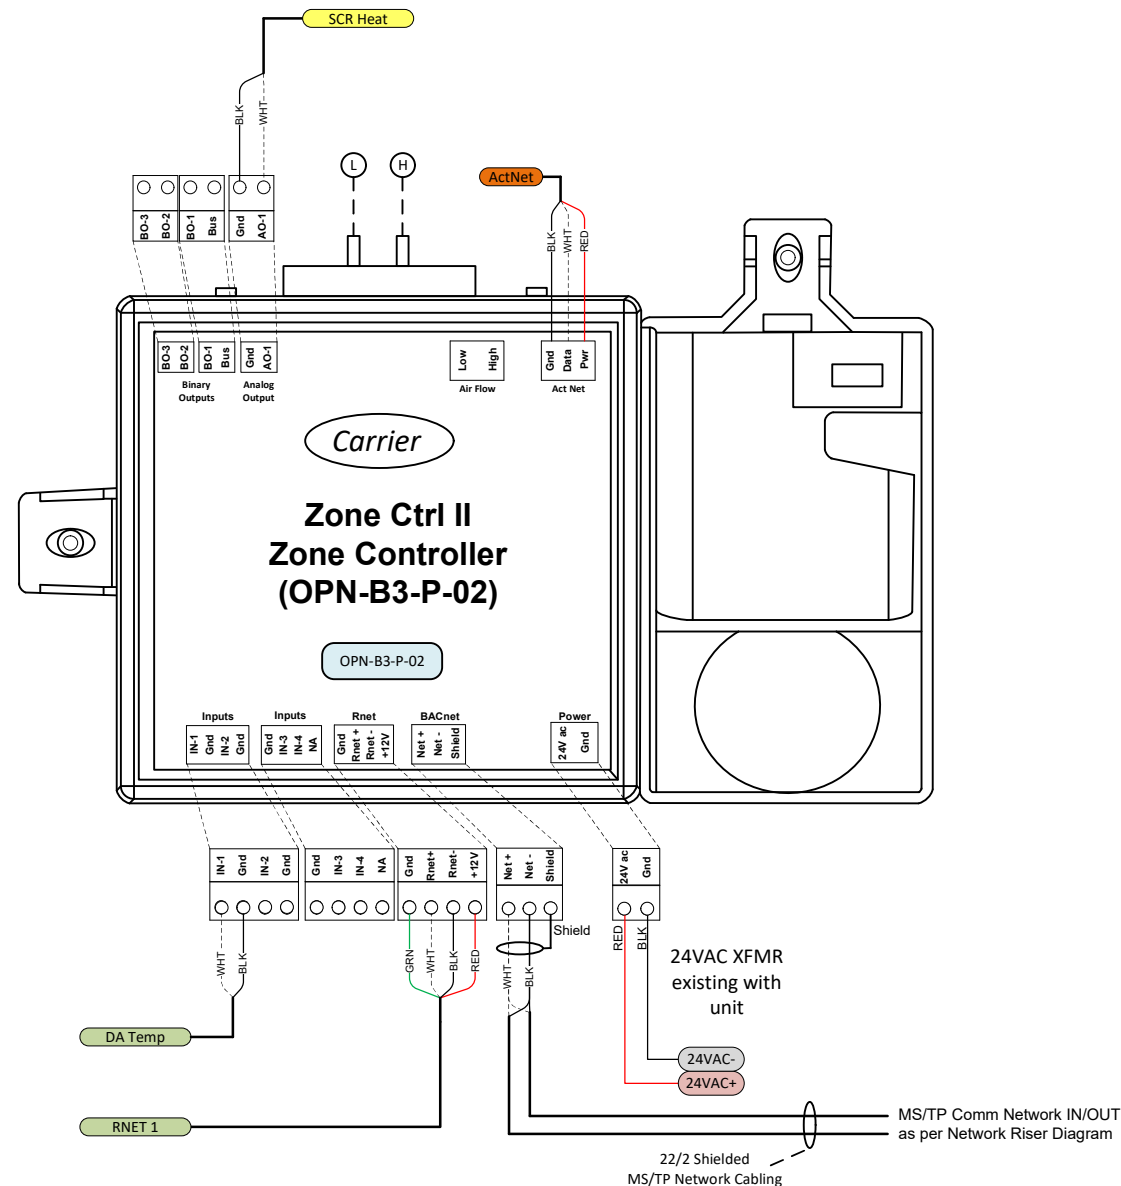 SCR Heat
BLK
WHT
L
H
ActNet
BLK
WHT
RED
BO-3
BO-2
BO-1
Bus
Gnd
AO-1
BO-3
BO-2
BO-1
Bus
Gnd
AO-1
Binary
Outputs
Analog
Output
Low
High
Air Flow
Gnd
Data
Pwr
Act Net
Carrier
Zone Ctrl II
Zone Controller
(OPN-B3-P-02)
OPN-B3-P-02
Inputs
Inputs
Rnet
BACnet
Power
IN-1
Gnd
IN-2
Gnd
Gnd
IN-3
IN-4
NA
Gnd
Rnet +
Rnet -
+12V
Net +
Net -
Shield
24V ac
Gnd
IN-1
Gnd
IN-2
Gnd
Gnd
IN-3
IN-4
NA
Gnd
Rnet+
Rnet-
+12V
Net +
Net -
Shield
24V ac
Gnd
Shield
WHT
BLK
GRN
WHT
BLK
RED
WHT
BLK
RED
BLK
24VAC XFMR
existing with
unit
DA Temp
24VAC-
24VAC+
RNET 1
MS/TP Comm Network IN/OUT
as per Network Riser Diagram
22/2 Shielded
MS/TP Network Cabling